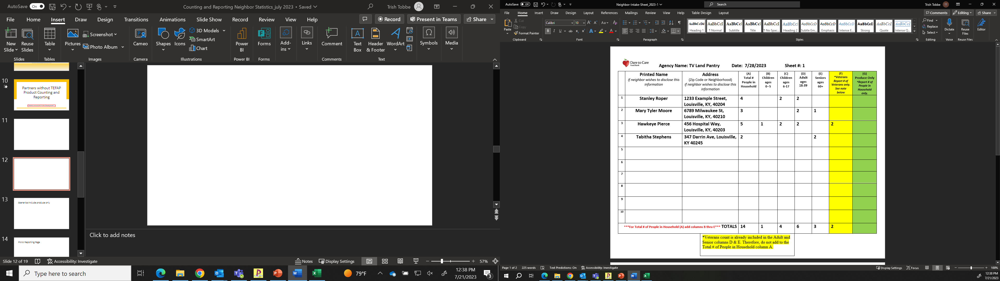 AutoSave On
Counting and Reporting Neighbor Statistics_july 2023 • Saved
Trish Tobbe
File Home Insert Draw Design Transitions Animations Slide Show Record Review View Help
Record Present in Teams Share
New Slide
Reuse Slides
Table
Pictures
Screenshot
Photo Album
Cameo
Shapes
Icons
3D Models
SmartArt
Chart
Power BI
Forms
Add-ins
Links
Comment
Text Box
Header & Footer
WordArt
Symbols
Media
Slides Tables Images Camera Illustrations Power BI Forms Comments Text
10
Partners without TEFAP
Product Counting and
Reporting
11
12
13
Scenarios-include produce only
14
PWW Reporting Page
Click to add notes
Slide 12 of 19 Accessibility: Investigate Notes Display Settings 57%
Type here to search
79°F
12:38 PM
7/21/2023
3
AutoSave Off
Neighbor-Intake-Sheet_2023-1
Search
Trish Tobbe TT
File Home Insert Draw Design Layout References Mailings Review View Help Table Design Layout
Comments Editing Share
Paste
Cut
Copy
Format Painter
Calibri 10
AaBbCcDd Heading 1
AaBbCcI ¶ Normal
AaBbCcl Subtitle
AaBbCcl Title
AaBbCcI ¶ No Spac...
AaBbCcI Heading 2
AaBbCcD Subtle Em...
AaBbCcD Emphasis
AaBbCcD Intense E...
AaBbCcD Strong
AaBbCcL Quote
AaBbCcL Intense Q...
Find
Replace
Select
Dictate
Reuse Files
Editor
Clipboard Font Paragraph Styles Editing Voice Reuse Files
Dare to Care
Food Bank
Agency Name: TV Land Pantry Date: 7/28/2023 Sheet #: 1
Printed Name
if neighbor wishes to disclose this
information
Address
(Zip Code or Neighborhood)
if neighbor wishes to disclose this
information
(A)
Total #
People in
Household
(B)
Children
ages
0--5
(C)
Children
ages
6-17
(D)
Adult
ages
18-59
(E)
Seniors
ages
60+
(F)
*Veterans
Report # of
Veterans only.
See note
below
(G)
Produce Only
*Report # of
People in
Household
only.
1 Stanley Roper 1233 Example Street, 4 2 2
Louisville, KY, 40204
2 Mary Tyler Moore 6789 Milwaukee St, 3 2 1
Louisville, KY, 40210
3 Hawkeye Pierce 456 Hospital Way, 5 1 2 2 2
Louisville, KY, 40203
4 Tabitha Stephens 347 Darrin Ave, Louisville, 2 2
KY 40245
5
6
7
8
9
10
***For Total # of People in Household (A) add columns B thru E*** TOTALS 14 1 4 6 3 2
*Veterans count is already included in the Adult and
Senior columns D & E. Therefore, do not add to the
Total # of People in Household column A.
Page 1 of 2 225 words Text Predictions: On Accessibility: Investigate Display Settings Focus 100%
12:38 PM
7/21/2023